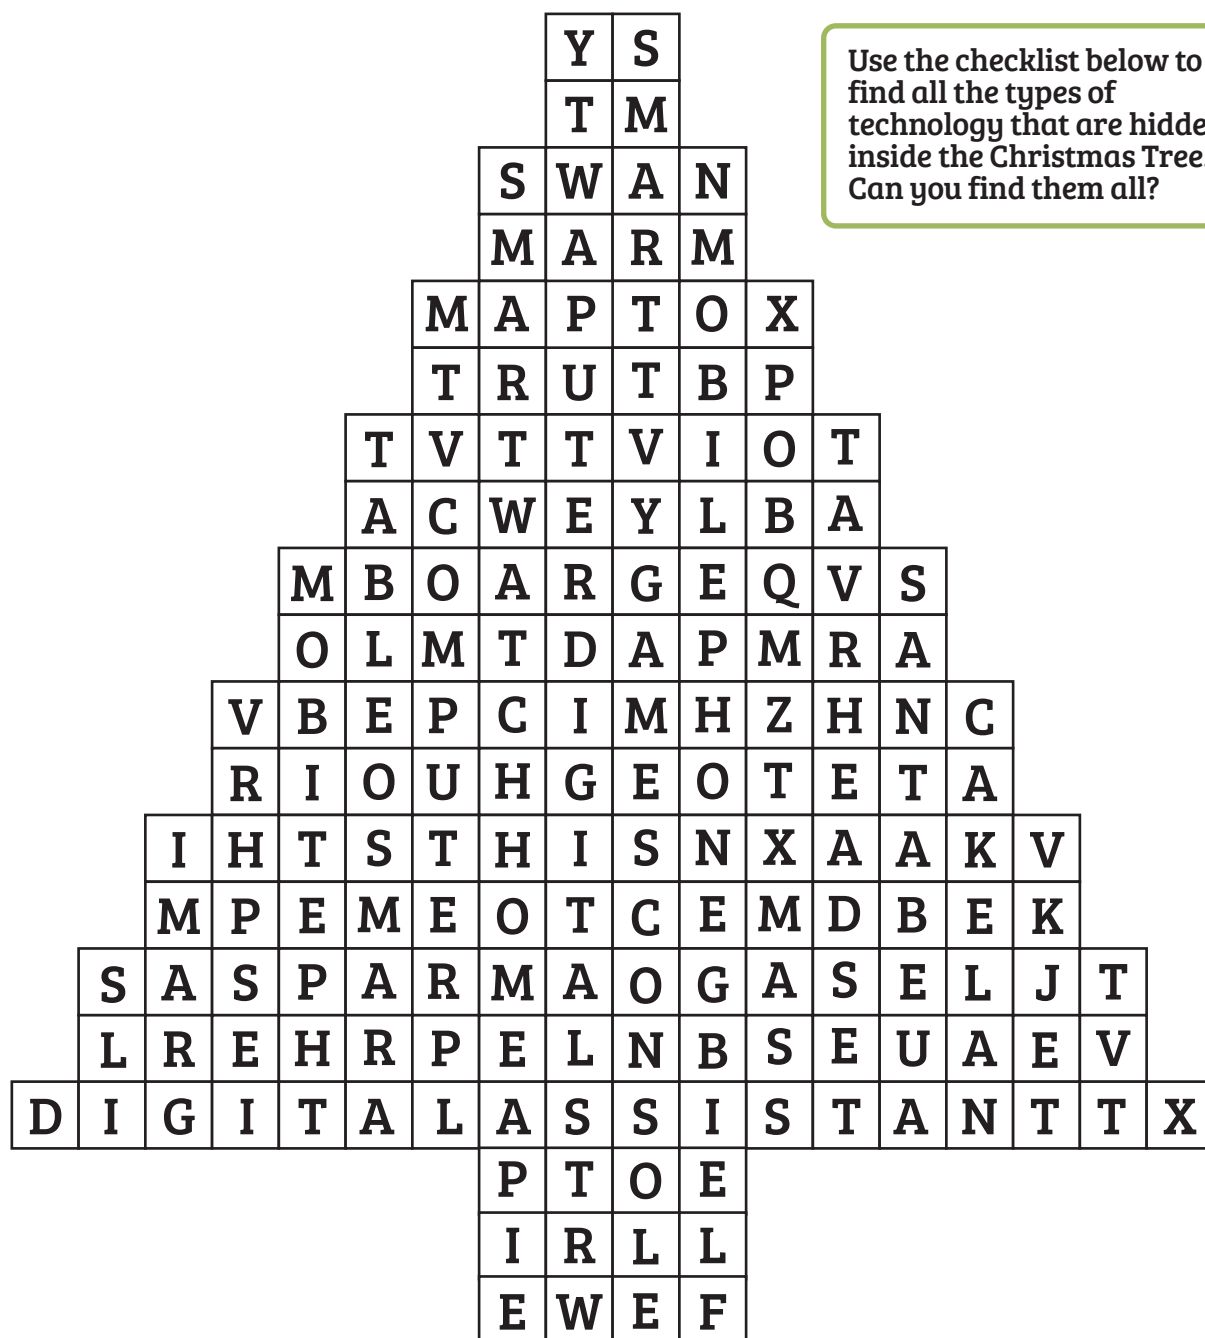 Y S
T M
S W A N
M A R M
M A P T O X
T R U T B P
T V T T V I O T
A C W E Y L B A
M B O A R G E Q V S
O L M T D A P M R A
V B E P C I M H Z H N C
R I O U H G E O T E T A
I H T S T H I S N X A A K V
M P E M E O T C E M D B E K
S A S P A R M A O G A S E L J T
L R E H R P E L N B S E U A E V
D I G I T A L A S S I S T A N T T X
P T O E
I R L L
E W E F
Use the checklist below to
find all the types of
technology that are hidde
inside the Christmas Tree.
Can you find them all?